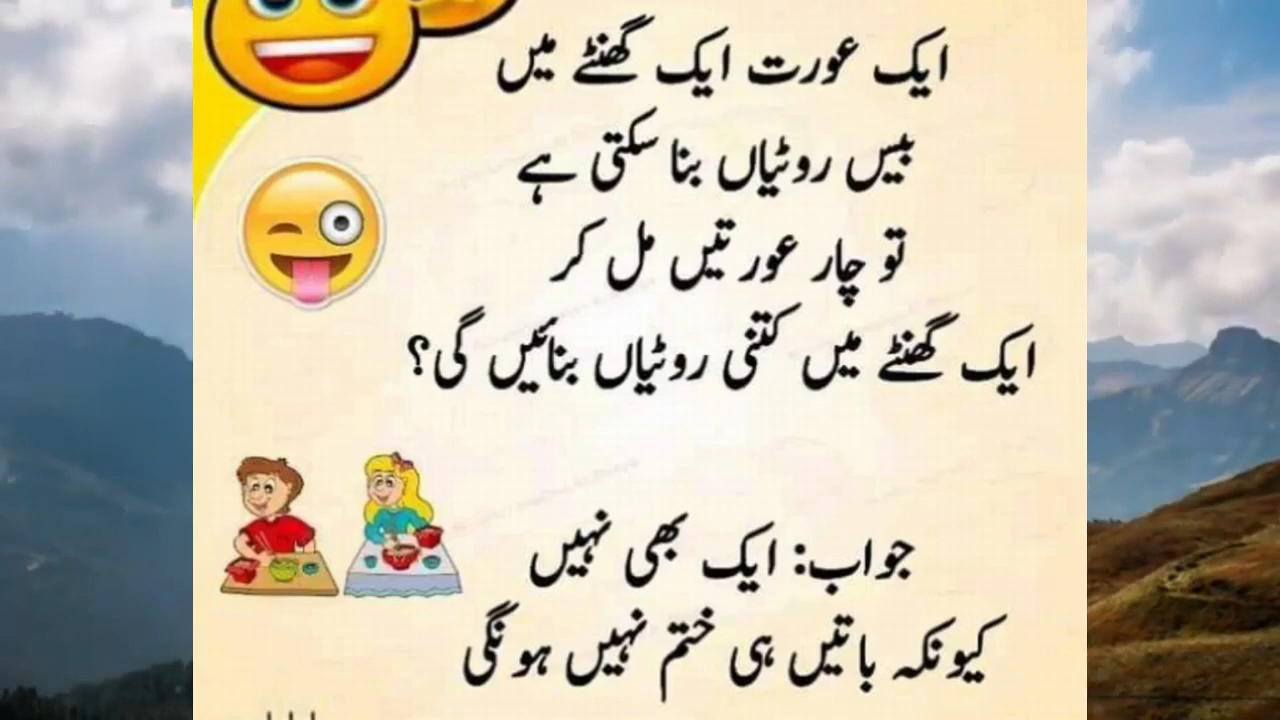 ایک عورت ایک گھنٹے میں
بیس روٹیاں بنا سکتی ہے
تو چار عورتیں مل کر
ایک گھنٹے میں کتنی روٹیاں بنائیں گی؟
جواب: ایک بھی نہیں
کیونکہ باتیں ہی ختم نہیں ہونگی